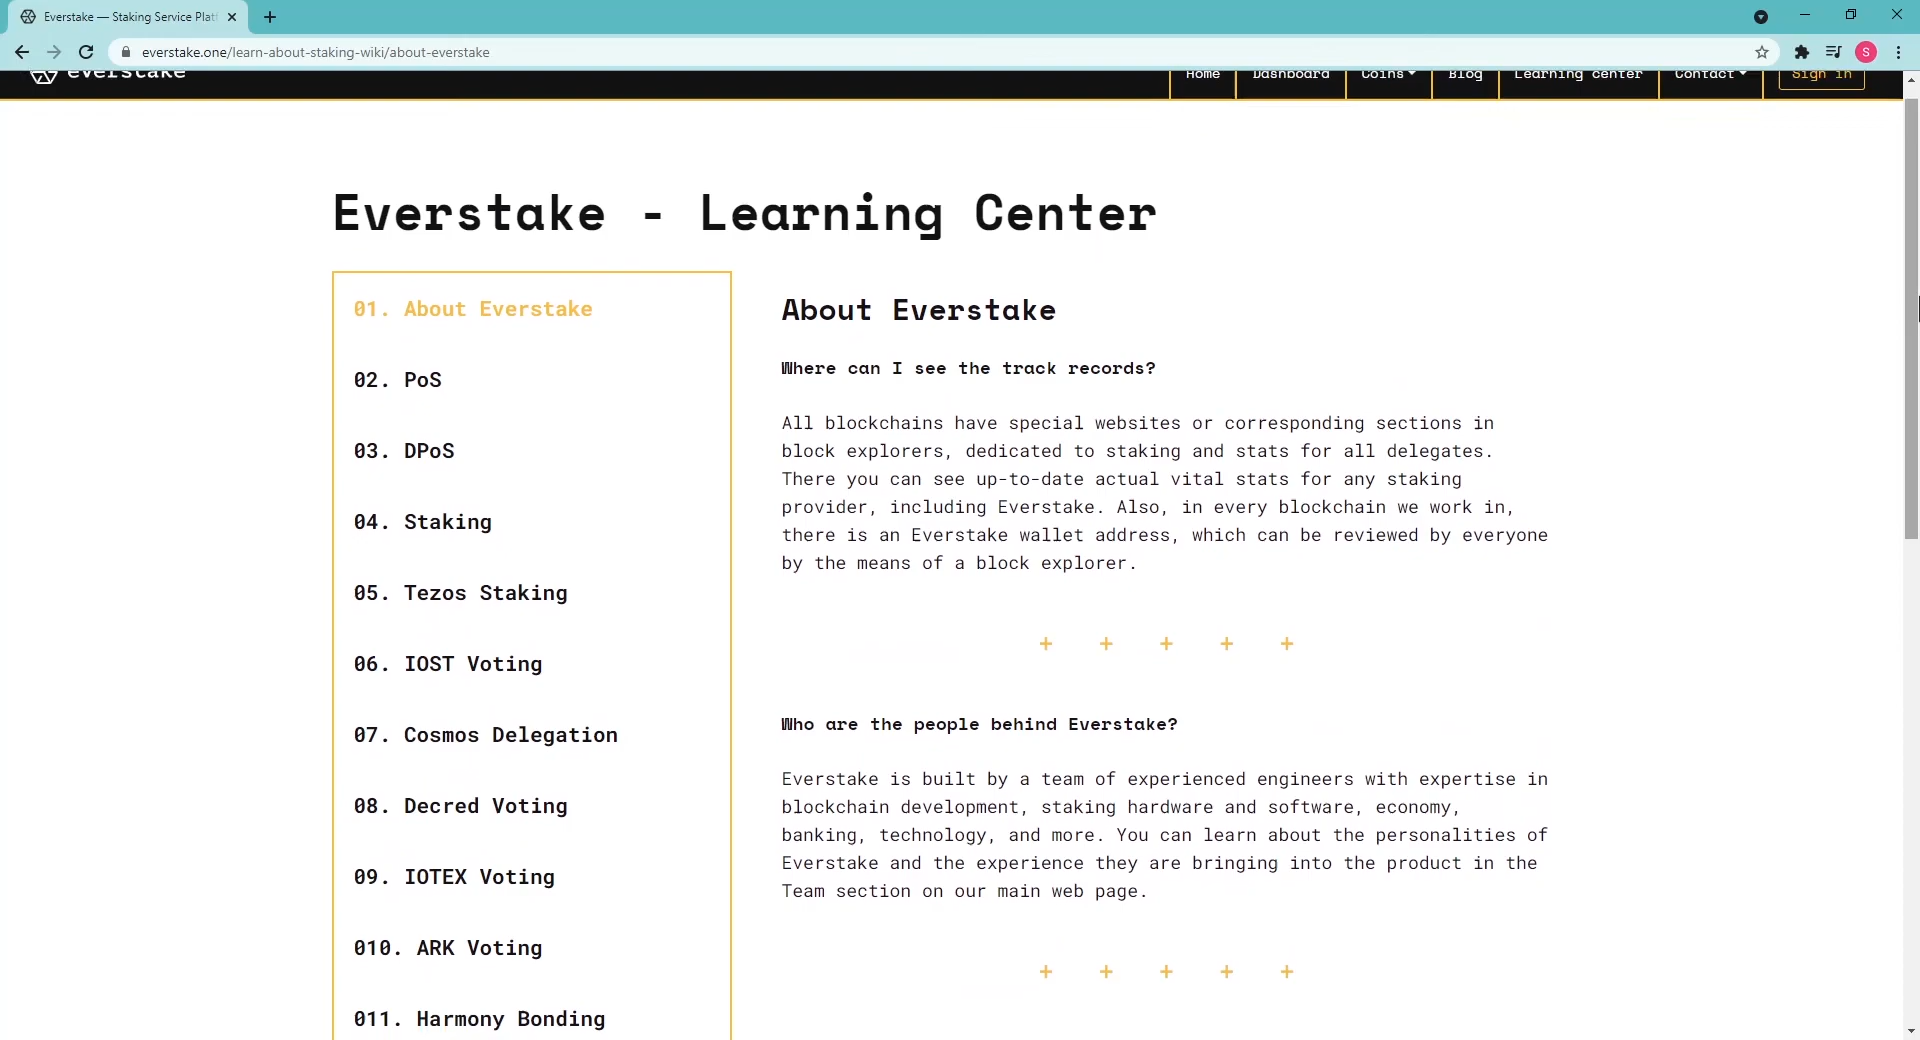 Everstake — Staking Service Plat
everstake.one/learn-about-staking-wiki/about-everstake
S
everstake
Home
Dashboard
Coins
Blog
Learning center
Contact
Sign in
Everstake - Learning Center
01. About Everstake
02. PoS
03. DPoS
04. Staking
05. Tezos Staking
06. IOST Voting
07. Cosmos Delegation
08. Decred Voting
09. IOTEX Voting
010. ARK Voting
011. Harmony Bonding
About Everstake
Where can I see the track records?
All blockchains have special websites or corresponding sections in
block explorers, dedicated to staking and stats for all delegates.
There you can see up-to-date actual vital stats for any staking
provider, including Everstake. Also, in every blockchain we work in,
there is an Everstake wallet address, which can be reviewed by everyone
by the means of a block explorer.
+ + + + +
Who are the people behind Everstake?
Everstake is built by a team of experienced engineers with expertise in
blockchain development, staking hardware and software, economy,
banking, technology, and more. You can learn about the personalities of
Everstake and the experience they are bringing into the product in the
Team section on our main web page.
+ + + + +